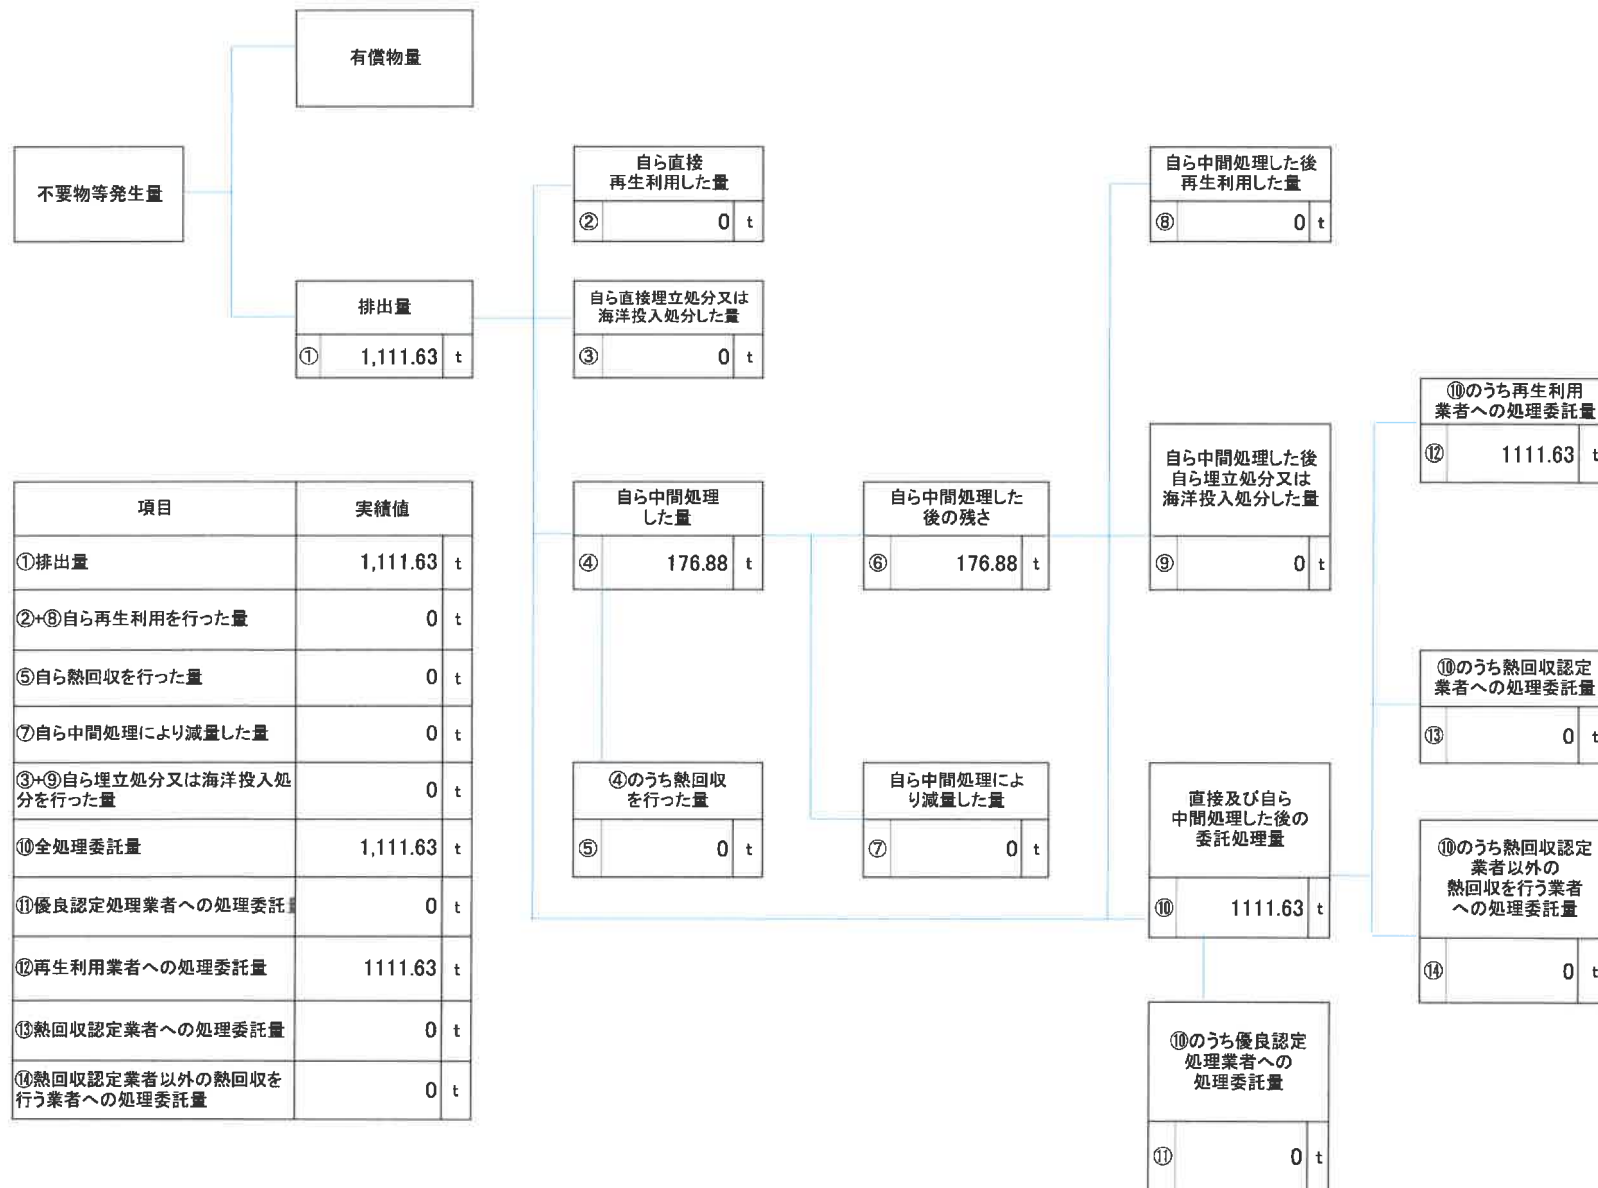 有償物量
不要物等発生量
排出量
① 1,111.63 t
自ら直接
再生利用した量
② 0 t
自ら直接埋立処分又は
海洋投入処分した量
③ 0 t
自ら中間処理
した量
④ 176.88 t
④のうち熱回収
を行った量
⑤ 0 t
自ら中間処理した
後の残さ
⑥ 176.88 t
自ら中間処理によ
り減量した量
⑦ 0 t
自ら中間処理した後
再生利用した量
⑧ 0 t
自ら中間処理した後
自ら埋立処分又は
海洋投入処分した量
⑨ 0 t
直接及び自ら
中間処理した後の
委託処理量
⑩ 1111.63 t
⑩のうち優良認定
処理業者への
処理委託量
⑪ 0 t
⑩のうち再生利用
業者への処理委託量
⑫ 1111.63 t
⑩のうち熱回収認定
業者への処理委託量
⑬ 0 t
⑩のうち熱回収認定
業者以外の
熱回収を行う業者
への処理委託量
⑭ 0 t
項目 実績値
①排出量 1,111.63 t
②+⑧自ら再生利用を行った量 0 t
⑤自ら熱回収を行った量 0 t
⑦自ら中間処理により減量した量 0 t
③+⑨自ら埋立処分又は海洋投入処
分を行った量 0 t
⑩全処理委託量 1,111.63 t
⑪優良認定処理業者への処理委託 0 t
⑫再生利用業者への処理委託量 1111.63 t
⑬熱回収認定業者への処理委託量 0 t
⑭熱回収認定業者以外の熱回収を
行う業者への処理委託量 0 t